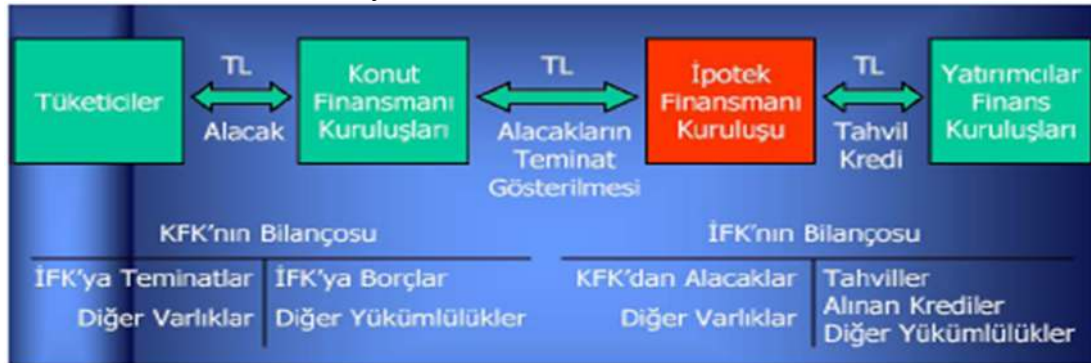 Tüketiciler
TL
Alacak
Konut
Finansmanı
Kuruluşları
TL
Alacakların
Teminat
Gösterilmesi
İpotek
Finansmanı
Kuruluşu
TL
Tahvil
Kredi
Yatırımcılar
Finans
Kuruluşları
KFK'nın Bilançosu
İFK'ya Teminatlar
Diğer Varlıklar
İFK'ya Borçlar
Diğer Yükümlülükler
İFK'nın Bilançosu
KFK'dan Alacaklar
Diğer Varlıklar
Tahviller
Alınan Krediler
Diğer Yükümlülükler